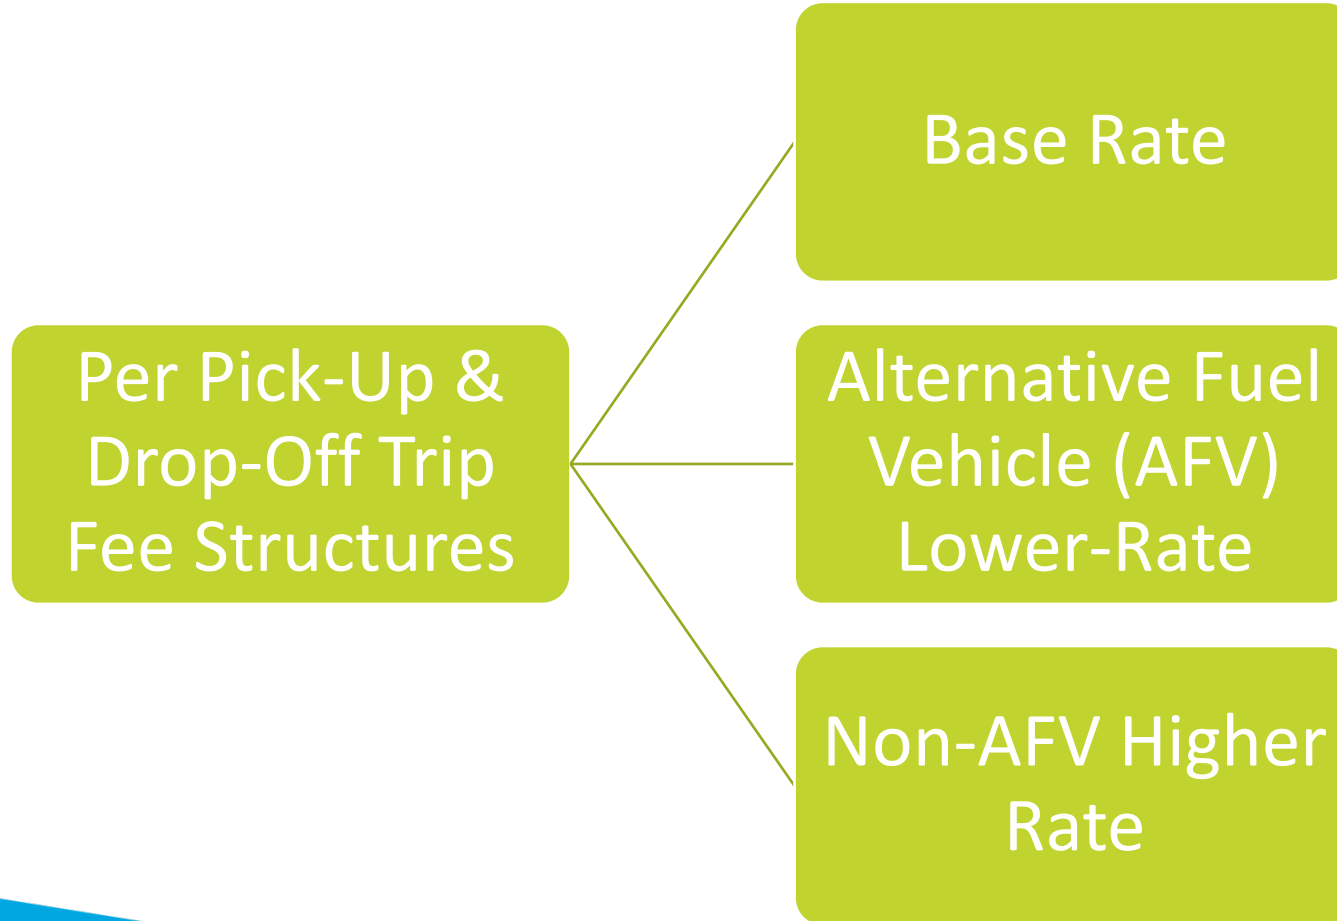 Per Pick-Up &
Drop-Off Trip
Fee Structures
Base Rate
Alternative Fuel
Vehicle (AFV)
Lower-Rate
Non-AFV Higher
Rate